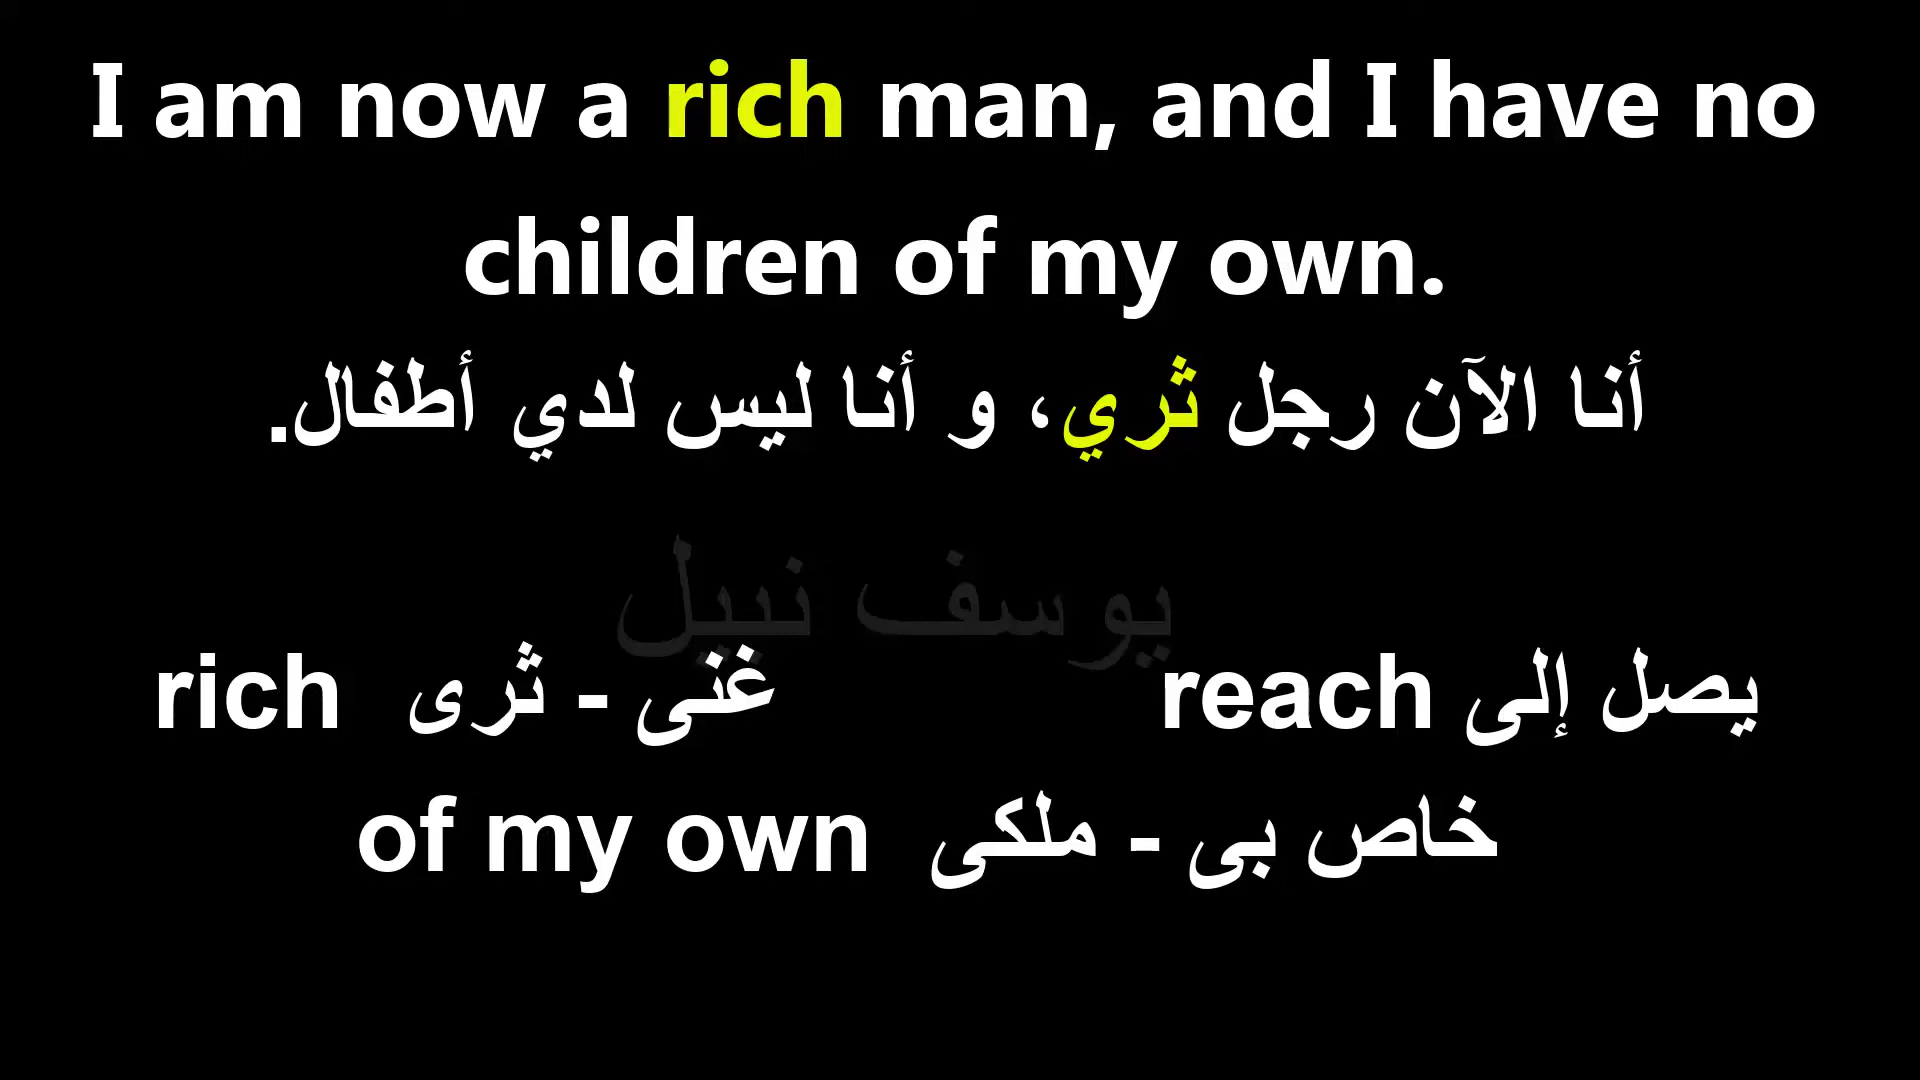 I am now a rich man, and I have no
children of my own.
أنا الآن رجل ثري، و أنا ليس لدي أطفال.
يوسف نبيل
rich غنى - ثرى reach يصل إلى
of my own خاص بى - ملكى